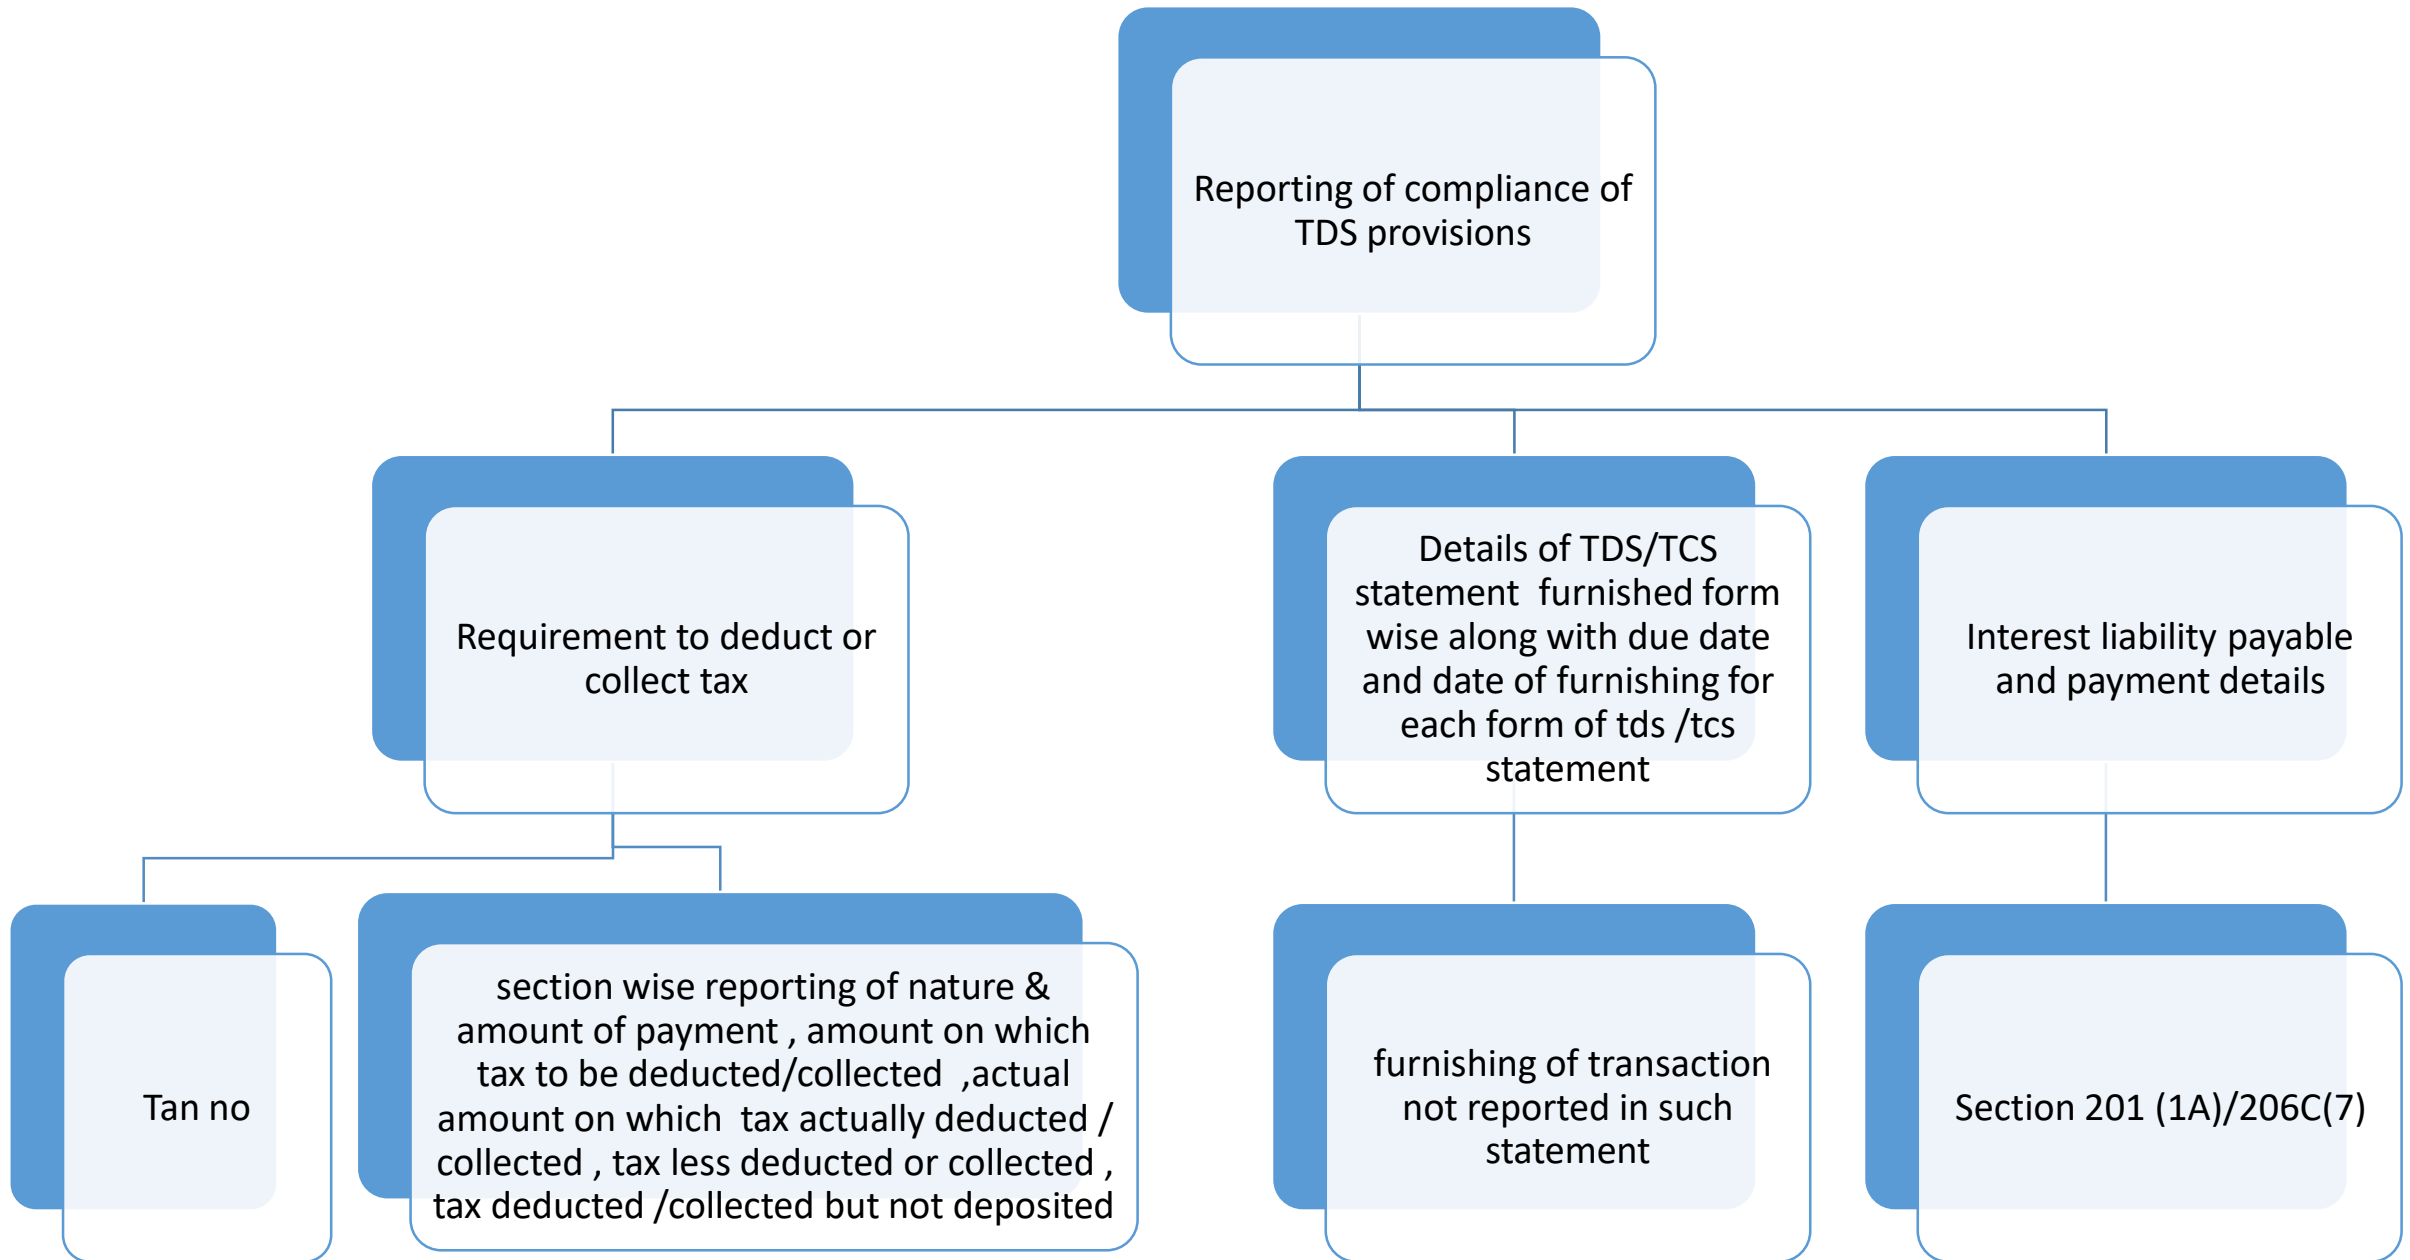 Reporting of compliance of
TDS provisions
Requirement to deduct or
collect tax
Details of TDS/TCS
statement  furnished form
wise along with due date
and date of furnishing for
each form of tds /tcs
statement
Interest liability payable
and payment details
Tan no
section wise reporting of nature &
amount of payment , amount on which
tax to be deducted/collected  ,actual
amount on which  tax actually deducted /
collected , tax less deducted or collected ,
tax deducted /collected but not deposited
furnishing of transaction
not reported in such
statement
Section 201 (1A)/206C(7)